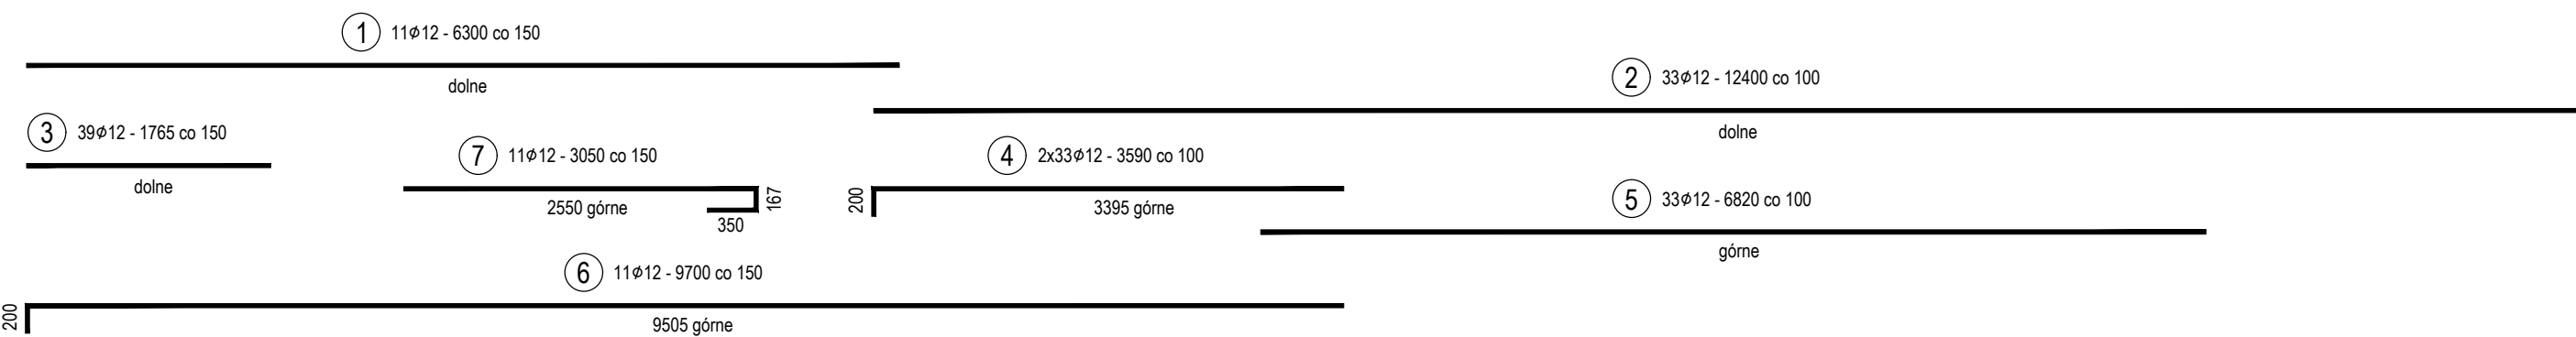 1 11⌀12 - 6300 co 150
dolne
2 33⌀12 - 12400 co 100
dolne
3 39⌀12 - 1765 co 150
dolne
7 11⌀12 - 3050 co 150
167
2550 górne
350
4 2x33⌀12 - 3590 co 100
200
3395 górne
5 33⌀12 - 6820 co 100
górne
6 11⌀12 - 9700 co 150
200
9505 górne